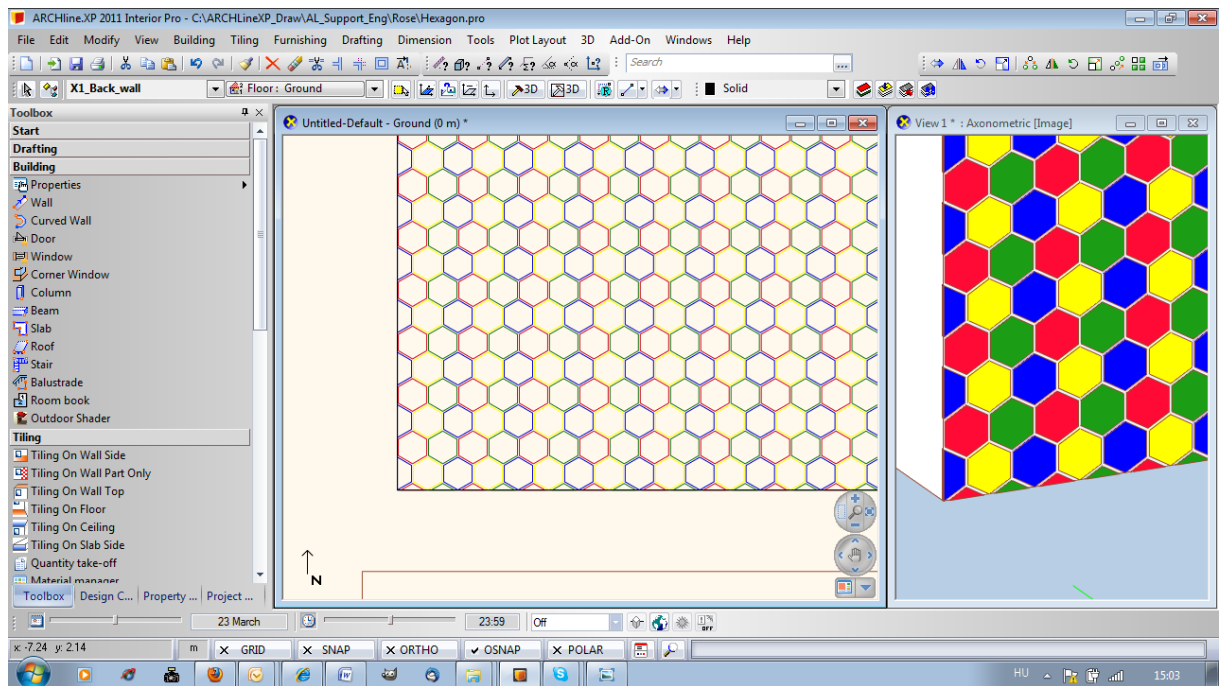 ARCHline.XP 2011 Interior Pro - C:\ARCHLineXP_Draw\AL_Support_Eng\Rose\Hexagon.pro
File Edit Modify View Building Tiling Furnishing Drafting Dimension Tools Plot Layout 3D Add-On Windows Help
Search ...
X1_Back_wall Floor: Ground 3D 3D Solid
Toolbox
Start
Drafting
Building
Properties
Wall
Curved Wall
Door
Window
Corner Window
Column
Beam
Slab
Roof
Stair
Balustrade
Room book
Outdoor Shader
Tiling
Tiling On Wall Side
Tiling On Wall Part Only
Tiling On Wall Top
Tiling On Floor
Tiling On Ceiling
Tiling On Slab Side
Quantity take-off
Material manager
Toolbox Design C... Property ... Project ...
Untitled-Default - Ground (0 m) *
N
View 1 * : Axonometric [Image]
23 March 23:59 Off OFF
x: -7.24 y: 2.14 m GRID SNAP ORTHO OSNAP POLAR
HU 15:03